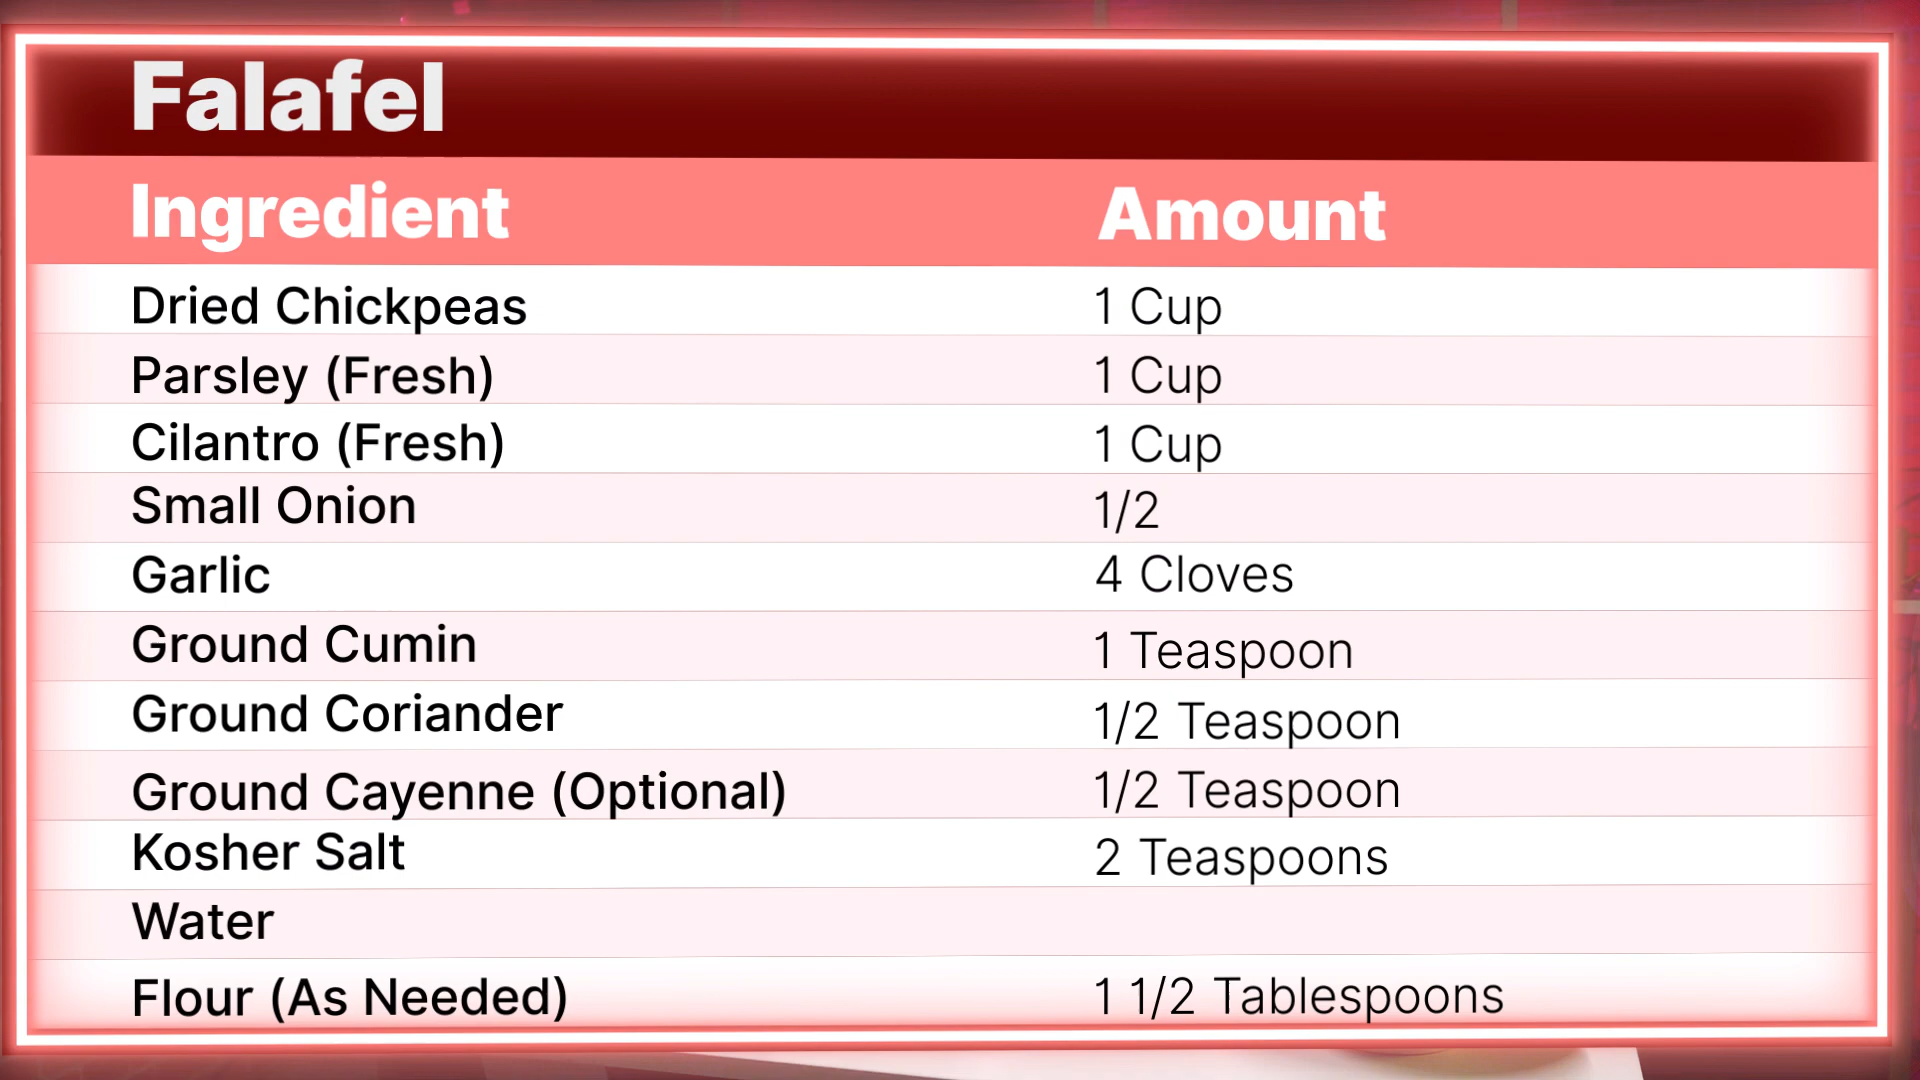 Falafel
Ingredient Amount
Dried Chickpeas 1 Cup
Parsley (Fresh) 1 Cup
Cilantro (Fresh) 1 Cup
Small Onion 1/2
Garlic 4 Cloves
Ground Cumin 1 Teaspoon
Ground Coriander 1/2 Teaspoon
Ground Cayenne (Optional) 1/2 Teaspoon
Kosher Salt 2 Teaspoons
Water
Flour (As Needed) 1 1/2 Tablespoons